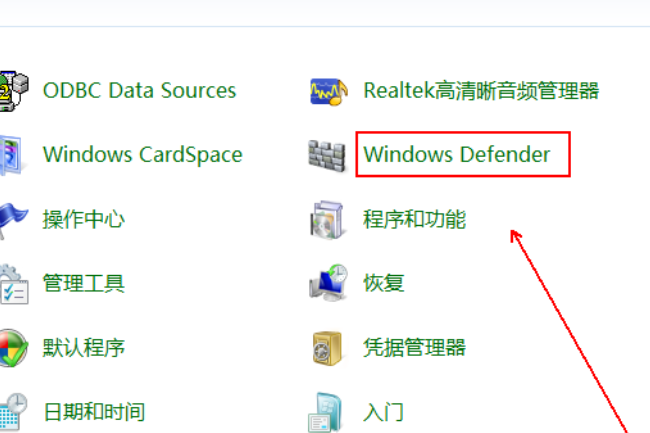 ODBC Data Sources
Realtek高清晰音频管理器
Windows CardSpace
Windows Defender
操作中心
程序和功能
管理工具
恢复
默认程序
凭据管理器
日期和时间
入门